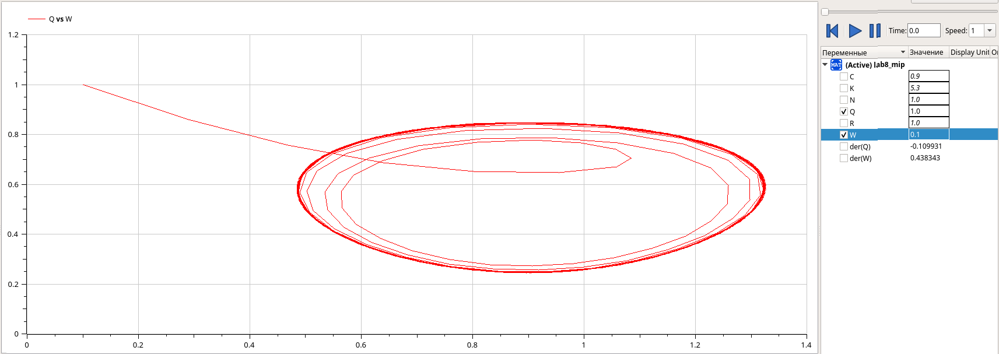 Q vs W
1.2
1
0.8
0.6
0.4
0.2
0
0 0.2 0.4 0.6 0.8 1 1.2 1.4
Time: 0.0 Speed: 1
Переменные Значение Display Unit
MAT (Active) lab8_mip
C 0.9
K 5.3
N 1.0
Q 1.0
R 1.0
W 0.1
der(Q) -0.109931
der(W) 0.438343